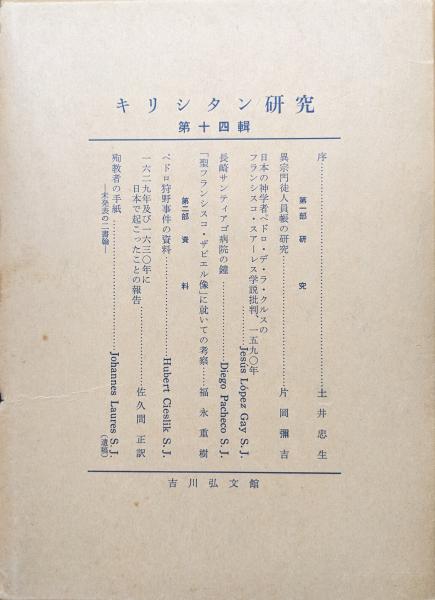 キリシタン研究
第十四輯
序……土井忠生
第一部 研究
異宗門徒人員帳の研究……片岡彌吉
日本の神学者ペドロ・デ・ラ・クルスの
フランシスコ・スアーレス学説批判、一五九〇年……Jesús López Gay S. J.
長崎サンティアゴ病院の鐘……Diego Pacheco S. J.
「聖フランシスコ・ザビエル像」に就いての考察……福永重樹
第二部 資料
ペドロ狩野事件の資料……Hubert Cieslik S. J.
一六二九年及び一六三〇年に
日本で起こったことの報告……佐久間正訳
殉教者の手紙……Johannes Laures S. J.
―未発表の二書翰―
(遺稿)
吉川弘文館